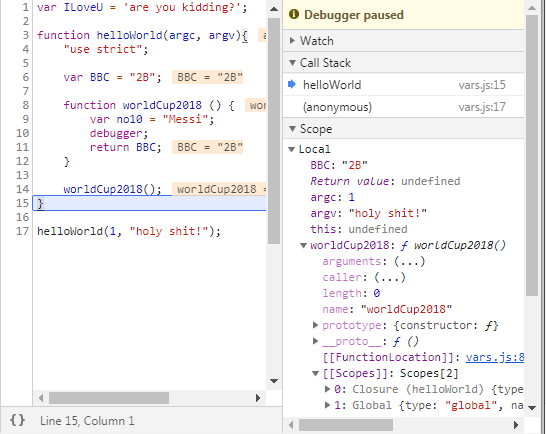 1 var ILoveU = 'are you kidding?';
2
3 function helloWorld(argc, argv){ a
4 "use strict";
5
6 var BBC = "2B"; BBC = "2B"
7
8 function worldCup2018 () { wor
9 var no10 = "Messi";
10 debugger;
11 return BBC; BBC = "2B"
12 }
13
14 worldCup2018(); worldCup2018 =
15 }
16
17 helloWorld(1, "holy shit!");
{} Line 15, Column 1
Debugger paused
Watch
Call Stack
helloWorld vars.js:15
(anonymous) vars.js:17
Scope
Local
BBC: "2B"
Return value: undefined
argc: 1
argv: "holy shit!"
this: undefined
worldCup2018: ƒ worldCup2018()
arguments: (...)
caller: (...)
length: 0
name: "worldCup2018"
prototype: {constructor: ƒ}
__proto__: ƒ ()
[[FunctionLocation]]: vars.js:8
[[Scopes]]: Scopes[2]
0: Closure (helloWorld) {type
1: Global {type: "global", na